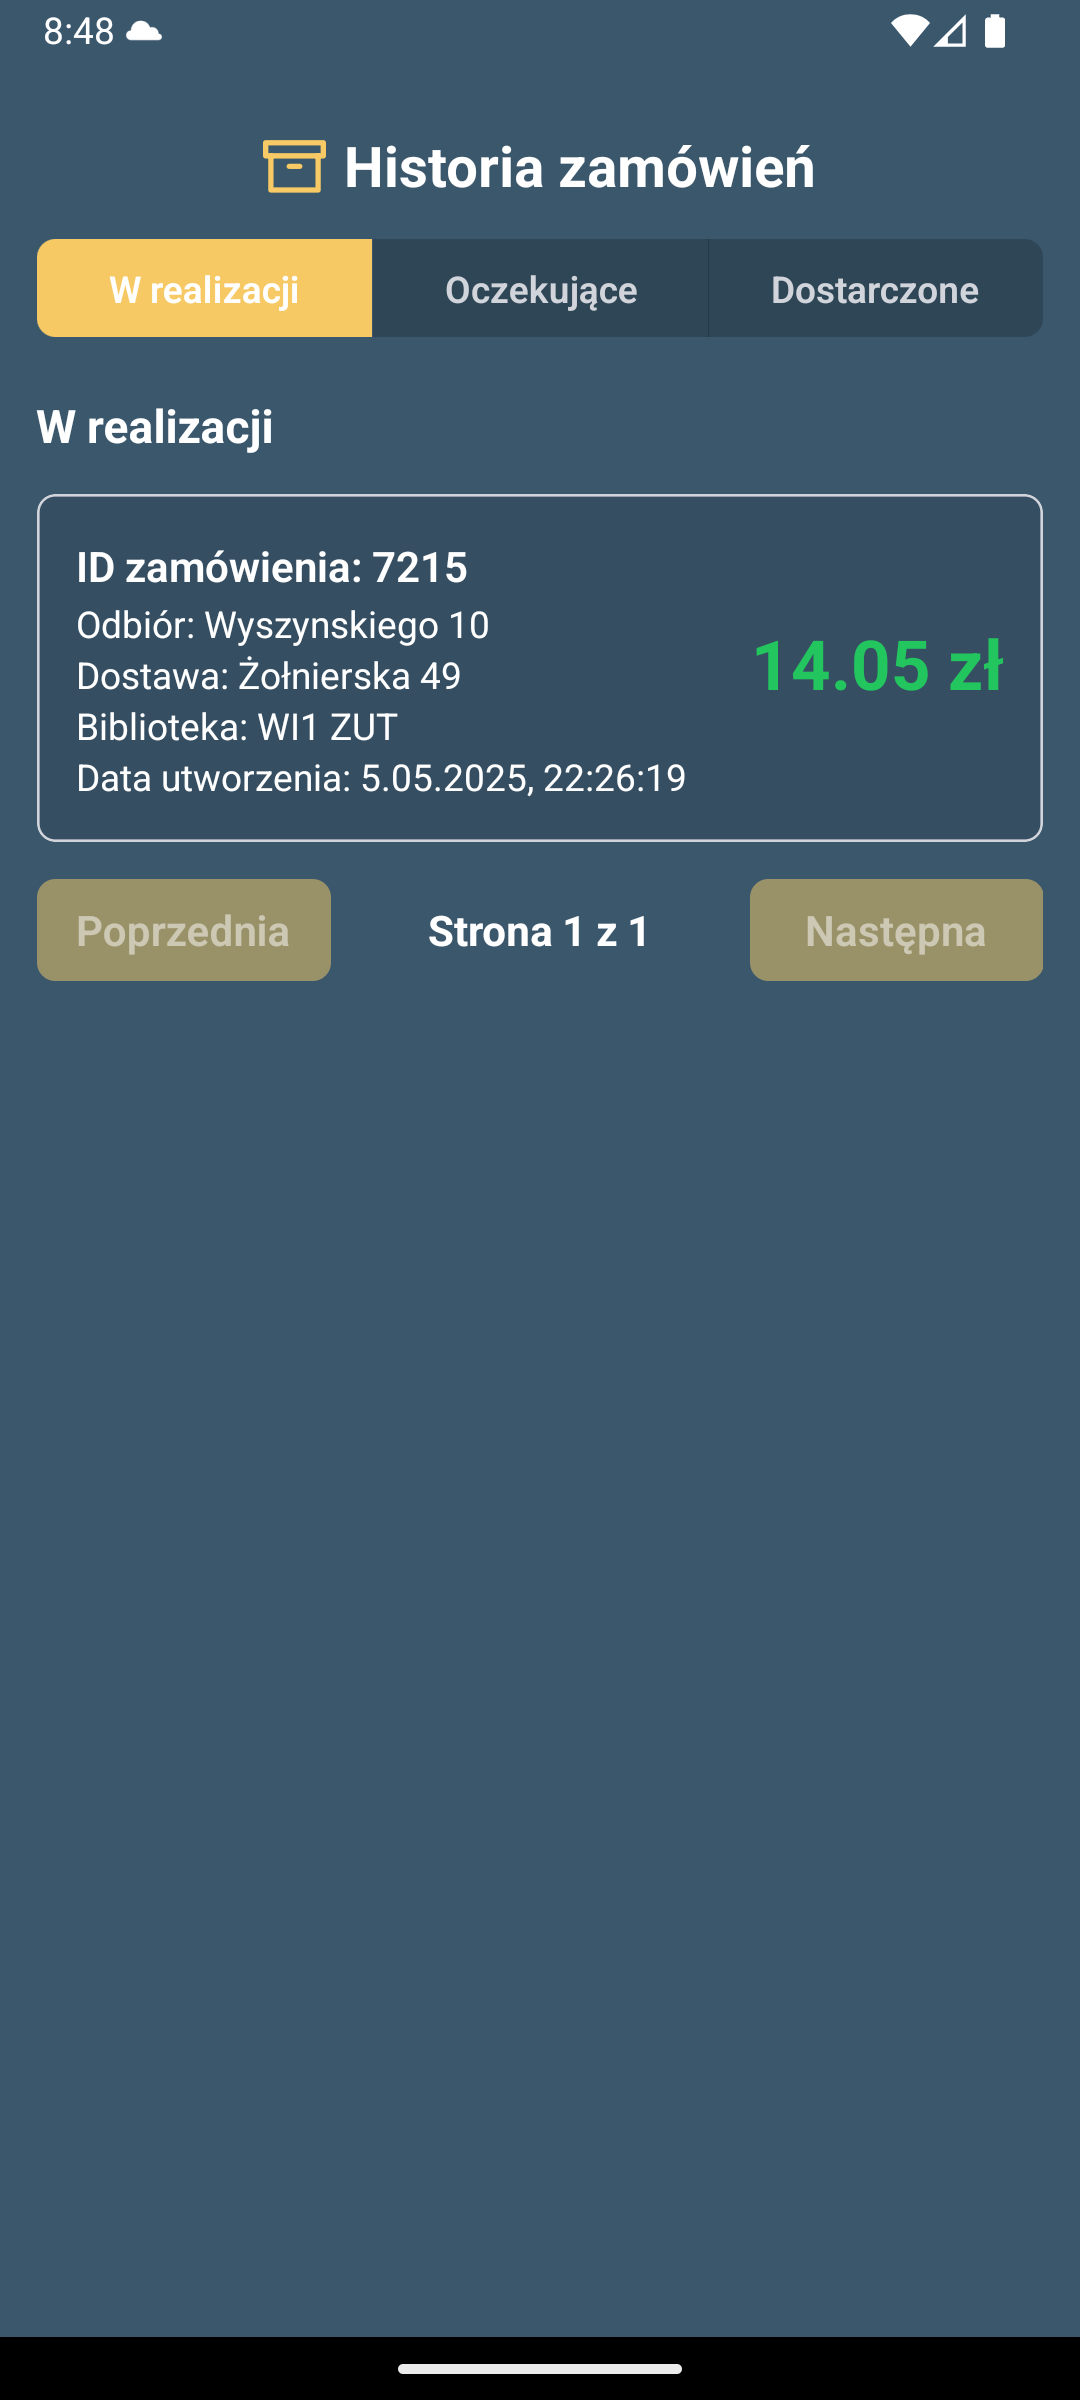 8:48
Historia zamówień
W realizacji
Oczekujące
Dostarczone
W realizacji
ID zamówienia: 7215
Odbiór: Wyszynskiego 10
Dostawa: Żołnierska 49
Biblioteka: WI1 ZUT
Data utworzenia: 5.05.2025, 22:26:19
14.05 zł
Poprzednia
Strona 1 z 1
Następna